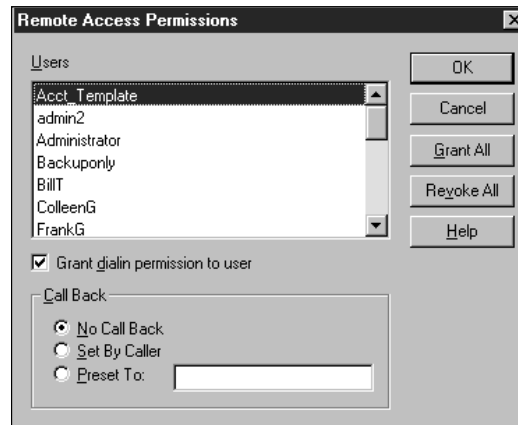 Remote Access Permissions
Users
Acct_Template
admin2
Administrator
Backuponly
BillT
ColleenG
FrankG
OK
Cancel
Grant All
Revoke All
Help
Grant dialin permission to user
Call Back
No Call Back
Set By Caller
Preset To: